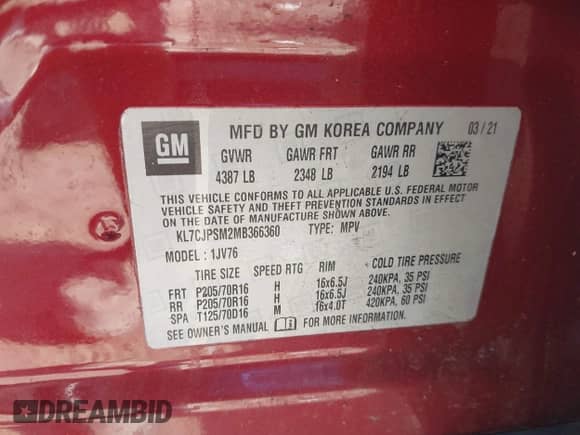 GM
MFD BY GM KOREA COMPANY 03/21
GVWR GAWR FRT GAWR RR
4387 LB 2348 LB 2194 LB
THIS VEHICLE CONFORMS TO ALL APPLICABLE U.S. FEDERAL MOTOR
VEHICLE SAFETY AND THEFT PREVENTION STANDARDS IN EFFECT
ON THE DATE OF MANUFACTURE SHOWN ABOVE.
KL7CJPSM2MB366360 TYPE: MPV
MODEL: 1JV76
TIRE SIZE SPEED RTG RIM COLD TIRE PRESSURE
FRT P205/70R16 H 16x6.5J 240KPA, 35 PSI
RR P205/70R16 H 16x6.5J 240KPA, 35 PSI
SPA T125/70D16 M 16x4.0T 420KPA, 60 PSI
SEE OWNER'S MANUAL FOR MORE INFORMATION.
DREAMBID